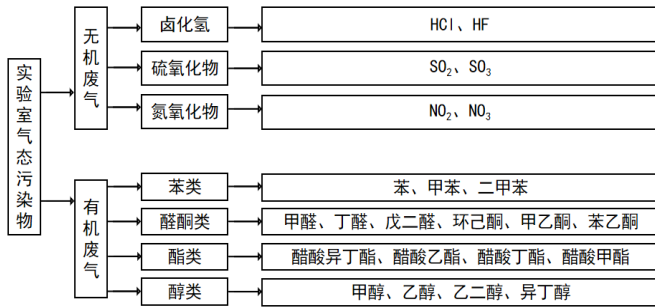 实验室气态污染物
无机废气
卤化氢
HCl、HF
硫氧化物
SO₂、SO₃
氮氧化物
NO₂、NO₃
有机废气
苯类
苯、甲苯、二甲苯
醛酮类
甲醛、丁醛、戊二醛、环己酮、甲乙酮、苯乙酮
酯类
醋酸异丁酯、醋酸乙酯、醋酸丁酯、醋酸甲酯
醇类
甲醇、乙醇、乙二醇、异丁醇